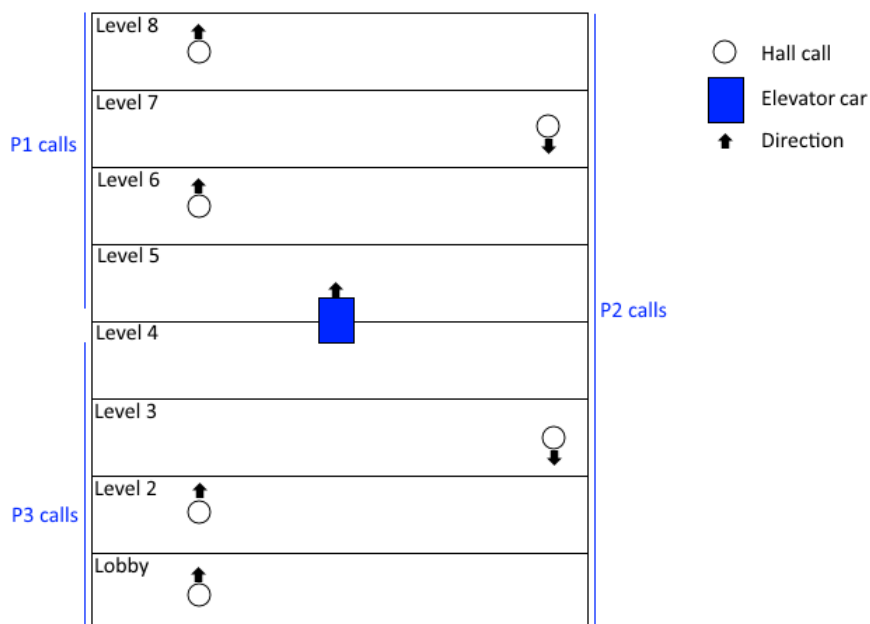 Level 8
Hall call
Level 7
Elevator car
P1 calls
Direction
Level 6
Level 5
P2 calls
Level 4
Level 3
Level 2
P3 calls
Lobby